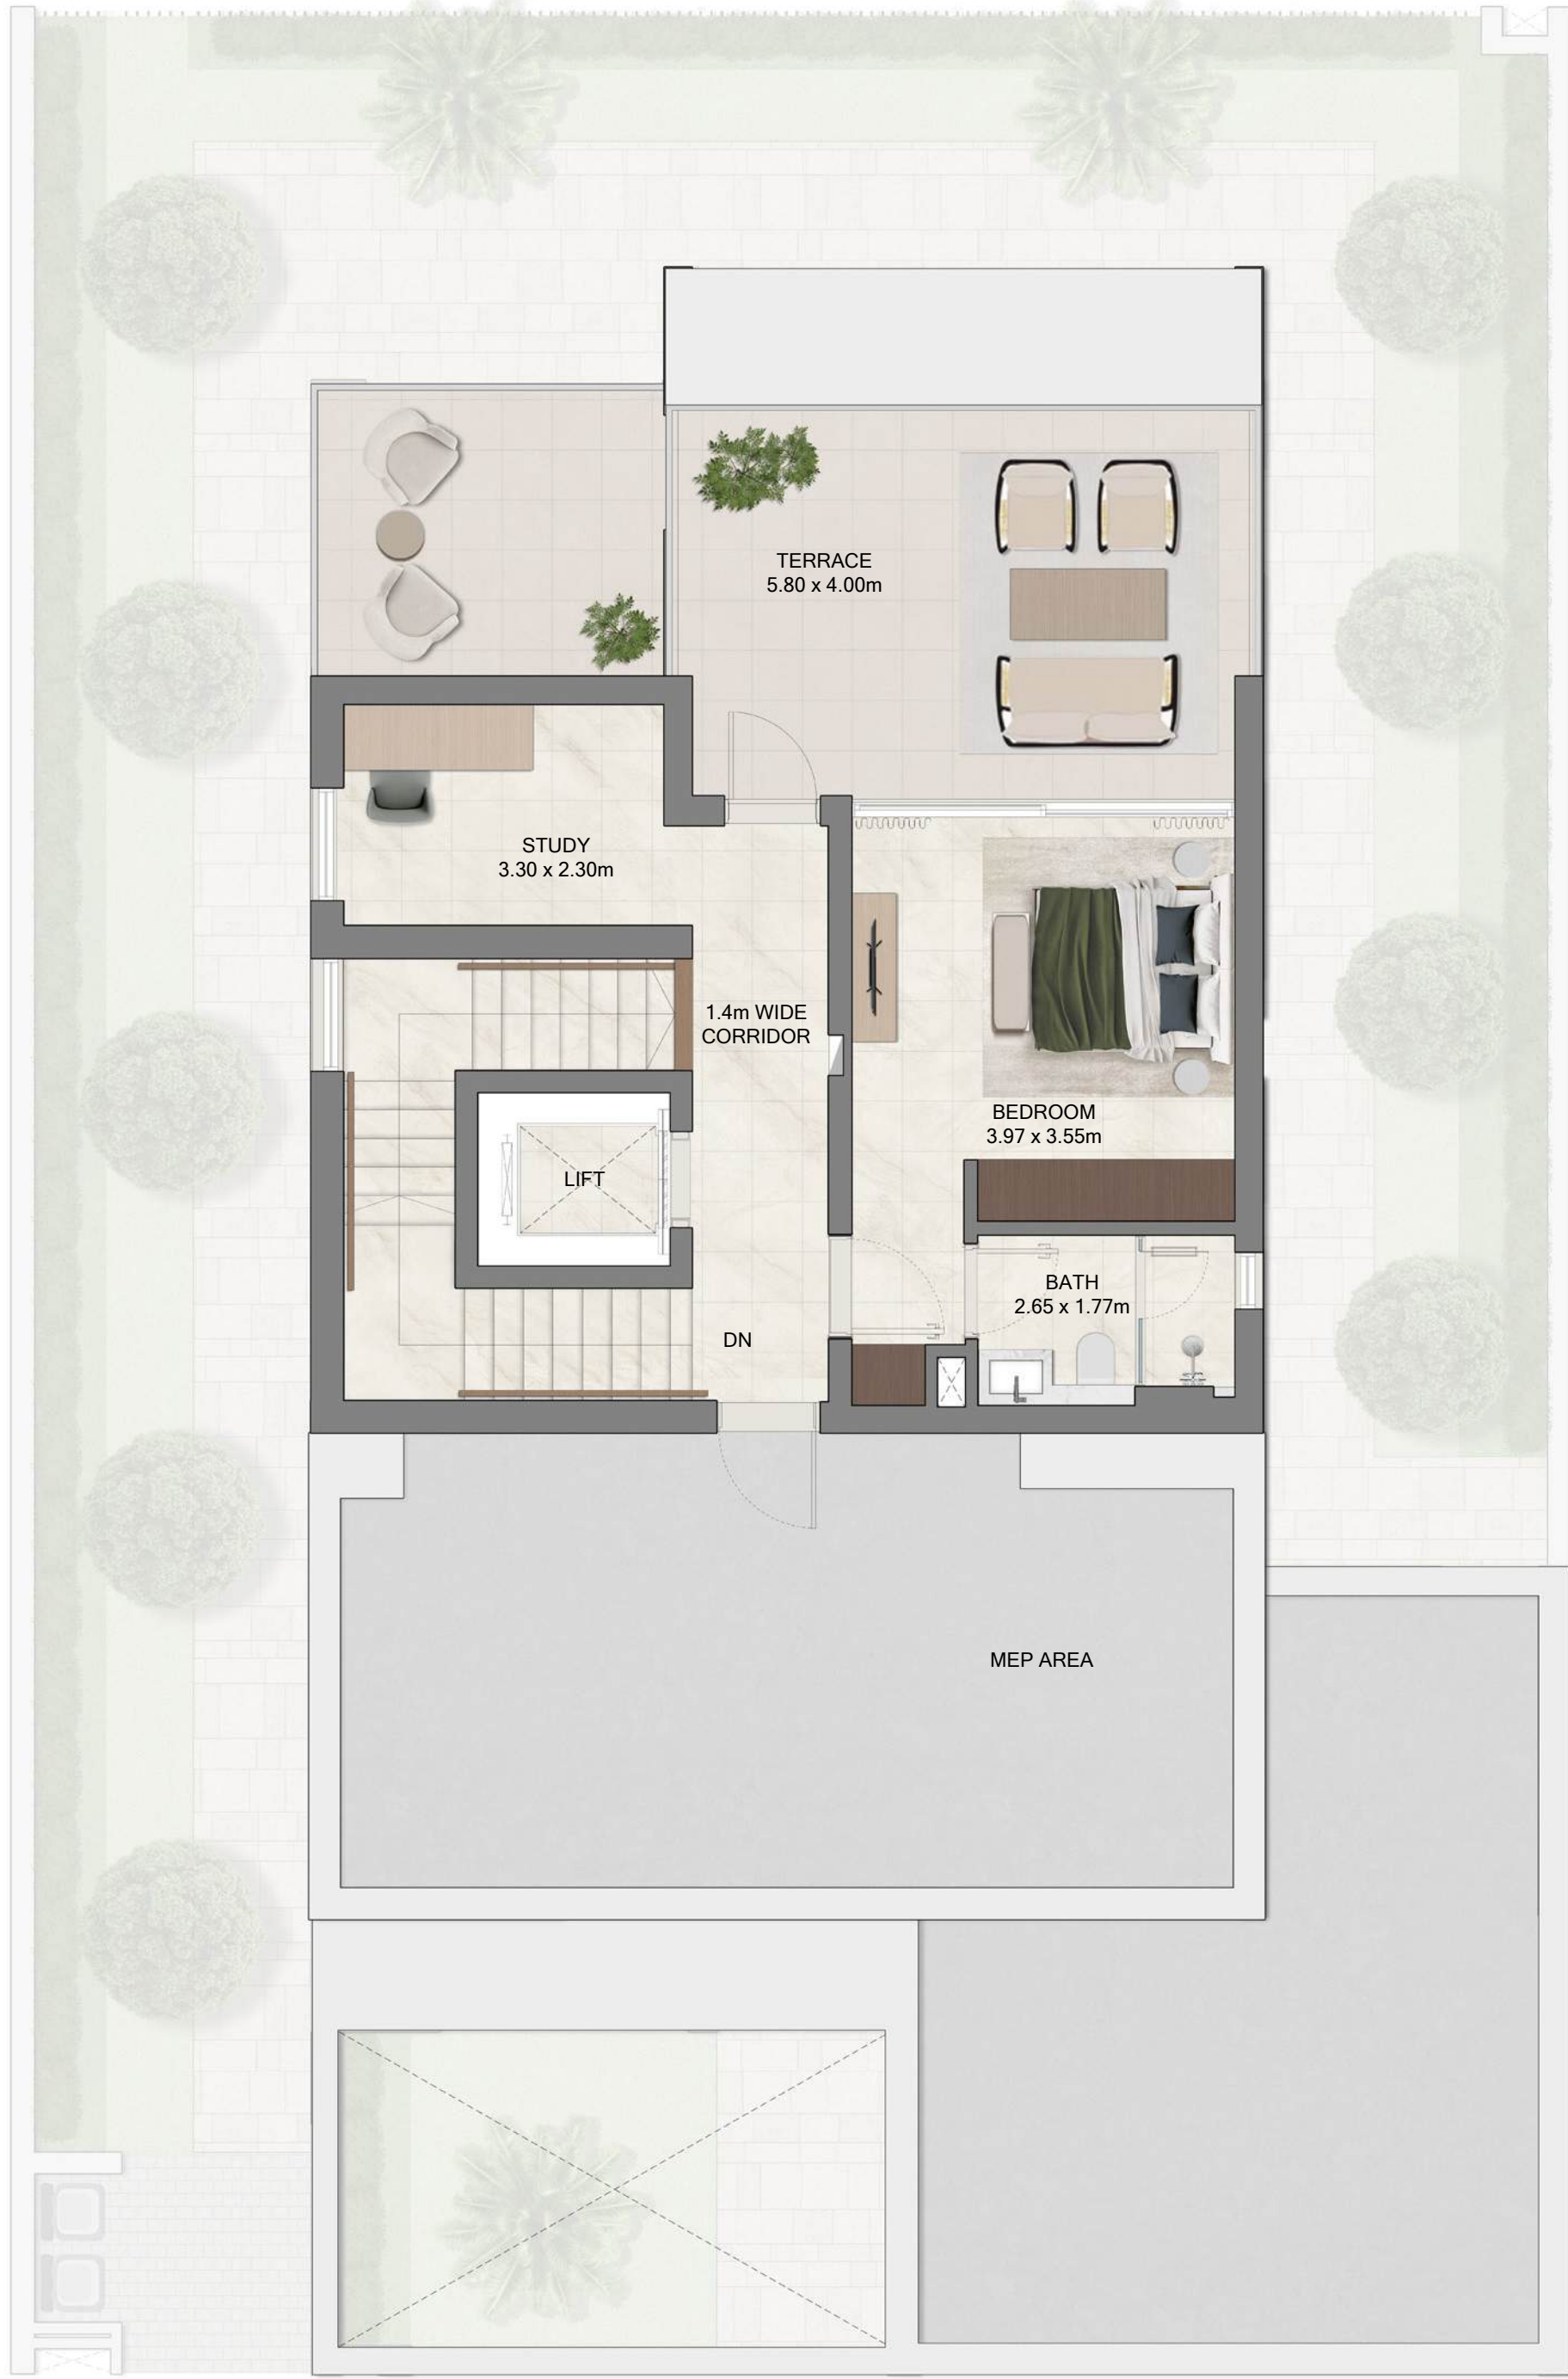 TERRACE
5.80 x 4.00m
STUDY
3.30 x 2.30m
1.4m WIDE
CORRIDOR
BEDROOM
3.97 x 3.55m
LIFT
BATH
2.65 x 1.77m
DN
MEP AREA